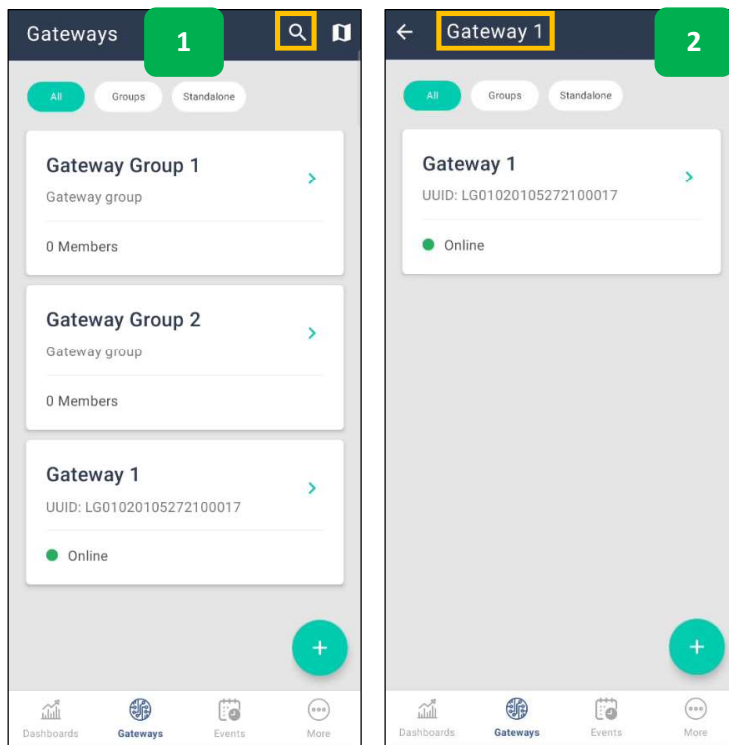 Gateways
1
All
Groups
Standalone
Gateway Group 1
Gateway group
0 Members
Gateway Group 2
Gateway group
0 Members
Gateway 1
UUID: LG01020105272100017
Online
+
Dashboards
Gateways
Events
More
Gateway 1
2
All
Groups
Standalone
Gateway 1
UUID: LG01020105272100017
Online
+
Dashboards
Gateways
Events
More